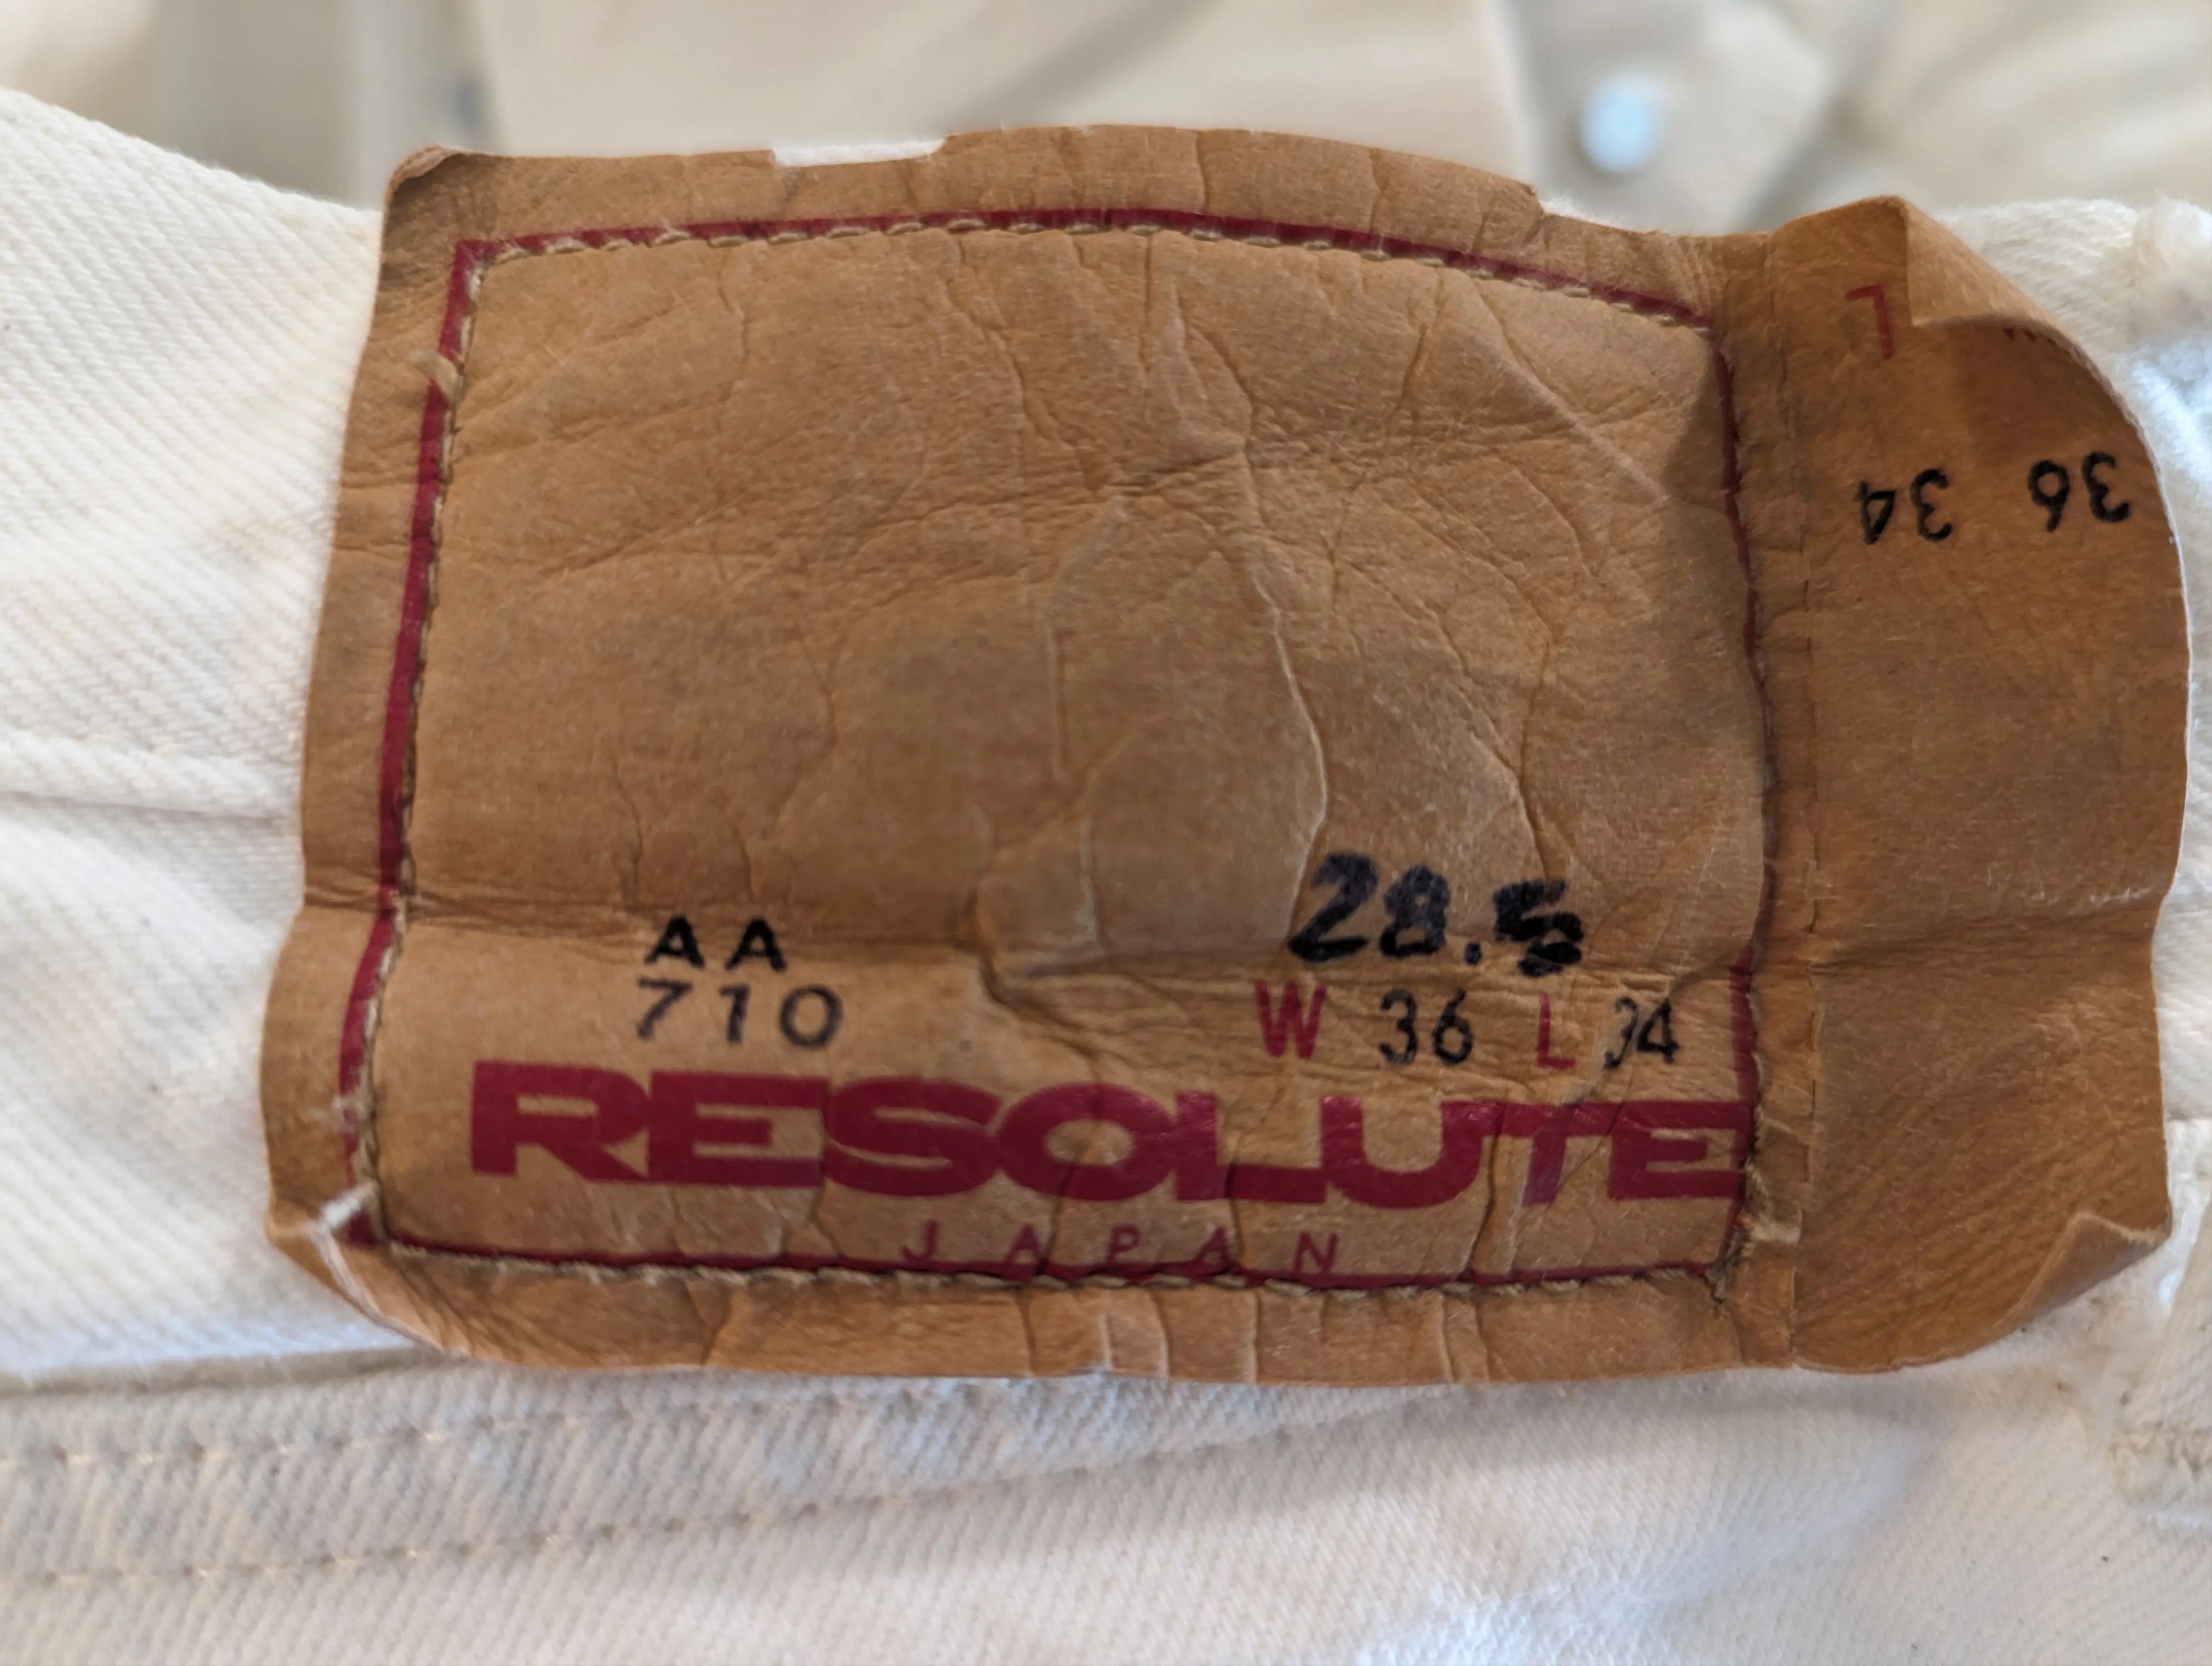 28.5
AA
710
W 36 L 34
RESOLUTE
JAPAN
L
34 36